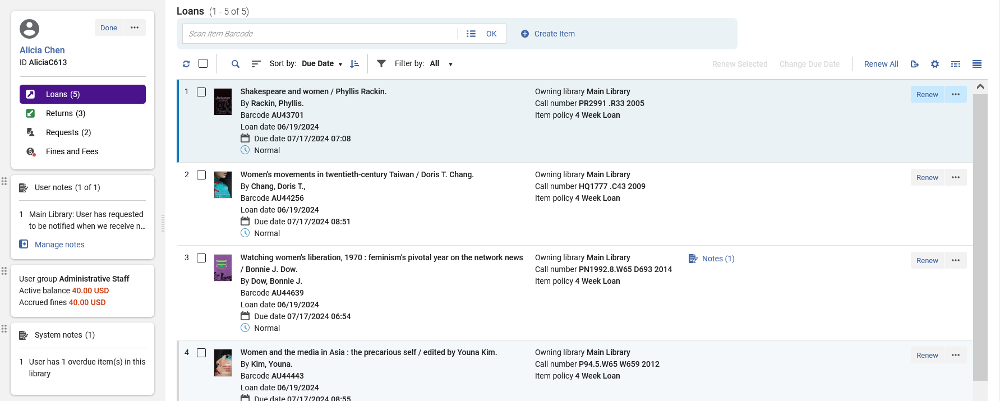 Done
Alicia Chen
ID AliciaC613
Loans (5)
Returns (3)
Requests (2)
Fines and Fees
User notes (1 of 1)
1 Main Library: User has requested
to be notified when we receive n…
Manage notes
User group Administrative Staff
Active balance 40.00 USD
Accrued fines 40.00 USD
System notes (1)
1 User has 1 overdue item(s) in this
library
Loans (1 - 5 of 5)
Scan Item Barcode OK Create Item
Sort by: Due Date Filter by: All Renew Selected Change Due Date Renew All
1 Shakespeare and women / Phyllis Rackin.
By Rackin, Phyllis.
Barcode AU43701
Loan date 06/19/2024
Due date 07/17/2024 07:08
Normal
Owning library Main Library
Call number PR2991 .R33 2005
Item policy 4 Week Loan
Renew
2 Women's movements in twentieth-century Taiwan / Doris T. Chang.
By Chang, Doris T.,
Barcode AU44256
Loan date 06/19/2024
Due date 07/17/2024 08:51
Normal
Owning library Main Library
Call number HQ1777 .C43 2009
Item policy 4 Week Loan
Renew
3 Watching women's liberation, 1970 : feminism's pivotal year on the network news
/ Bonnie J. Dow.
By Dow, Bonnie J.
Barcode AU44639
Loan date 06/19/2024
Due date 07/17/2024 06:54
Normal
Owning library Main Library
Call number PN1992.8.W65 D693 2014
Item policy 4 Week Loan
Notes (1)
Renew
4 Women and the media in Asia : the precarious self / edited by Youna Kim.
By Kim, Youna.
Barcode AU44443
Loan date 06/19/2024
Due date 07/17/2024 08:55
Owning library Main Library
Call number P94.5.W65 W659 2012
Item policy 4 Week Loan
Renew